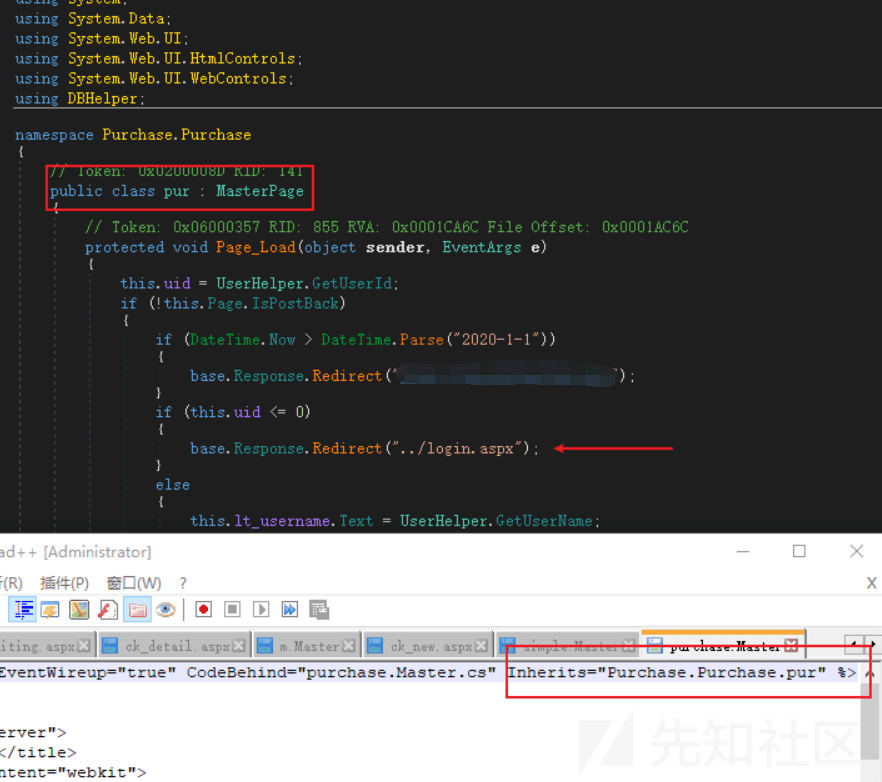 using System;
using System.Data;
using System.Web.UI;
using System.Web.UI.HtmlControls;
using System.Web.UI.WebControls;
using DBHelper;
namespace Purchase.Purchase
{
// Token: 0x0200008D RID: 141
public class pur : MasterPage
{
// Token: 0x06000357 RID: 855 RVA: 0x0001CA6C File Offset: 0x0001AC6C
protected void Page_Load(object sender, EventArgs e)
{
this.uid = UserHelper.GetUserId;
if (!this.Page.IsPostBack)
{
if (DateTime.Now > DateTime.Parse("2020-1-1"))
{
base.Response.Redirect("");
}
if (this.uid <= 0)
{
base.Response.Redirect("../login.aspx");
}
else
{
this.lt_username.Text = UserHelper.GetUserName;
ad++ [Administrator]
行(R) 插件(P) 窗口(W) ? X
iting.aspx ck_detail.aspx m.Master ck_new.aspx simple.Master purchase.Master
EventWireup="true" CodeBehind="purchase.Master.cs" Inherits="Purchase.Purchase.pur" %>
erver">
</title>
ntent="webkit">
先知社区